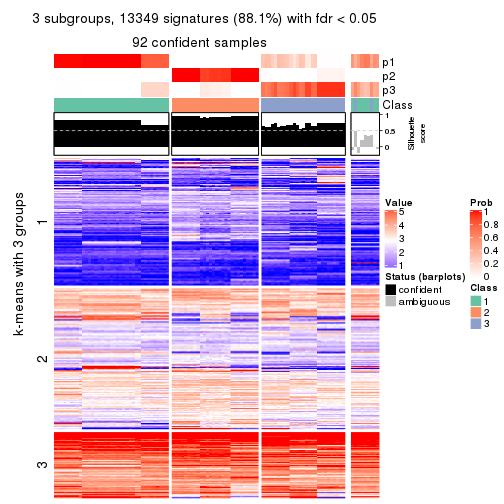 3 subgroups, 13349 signatures (88.1%) with fdr < 0.05
92 confident samples
p1
p2
p3
Class
1
0.5
0
Silhouette
score
k-means with 3 groups
1
2
3
Value
5
4
3
2
1
Status (barplots)
confident
ambiguous
Prob
1
0.8
0.6
0.4
0.2
0
Class
1
2
3